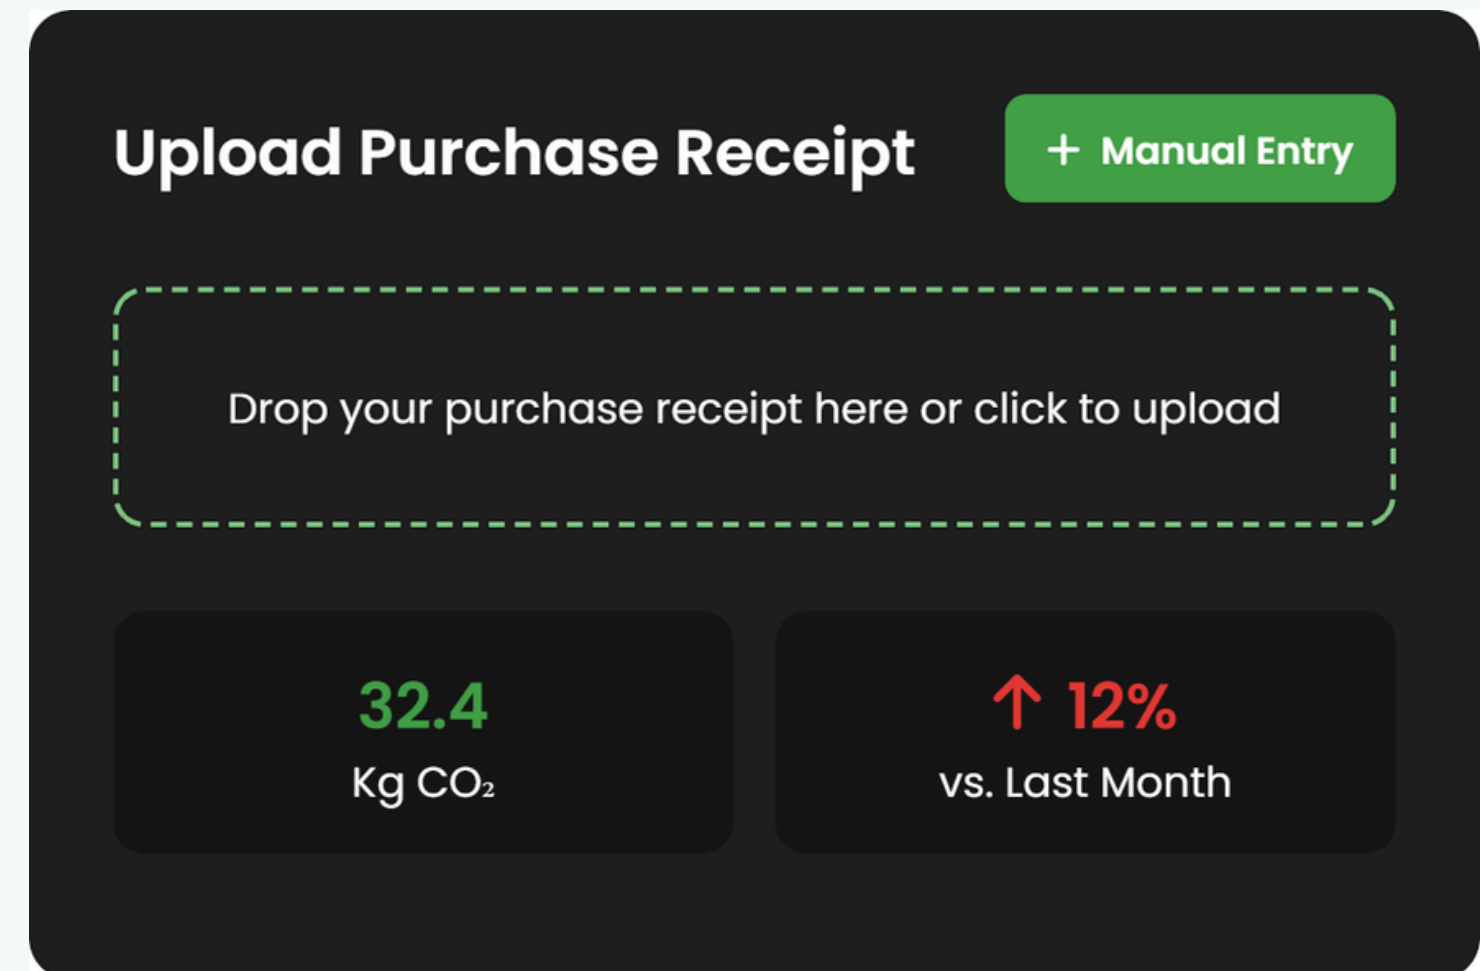 Upload Purchase Receipt
+ Manual Entry
Drop your purchase receipt here or click to upload
32.4
Kg CO₂
↑ 12%
vs. Last Month